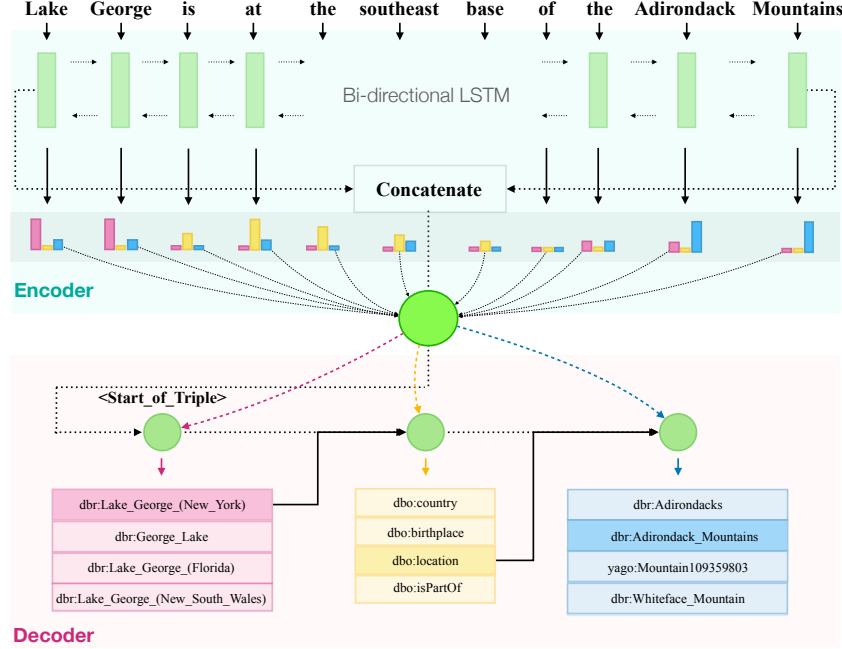 Lake George is at the southeast base of the Adirondack Mountains
Bi-directional LSTM
Concatenate
Encoder
<Start_of_Triple>
dbr:Lake_George_(New_York)
dbr:George_Lake
dbr:Lake_George_(Florida)
dbr:Lake_George_(New_South_Wales)
dbo:country
dbo:birthplace
dbo:location
dbo:isPartOf
dbr:Adirondacks
dbr:Adirondack_Mountains
yago:Mountain109359803
dbr:Whiteface_Mountain
Decoder